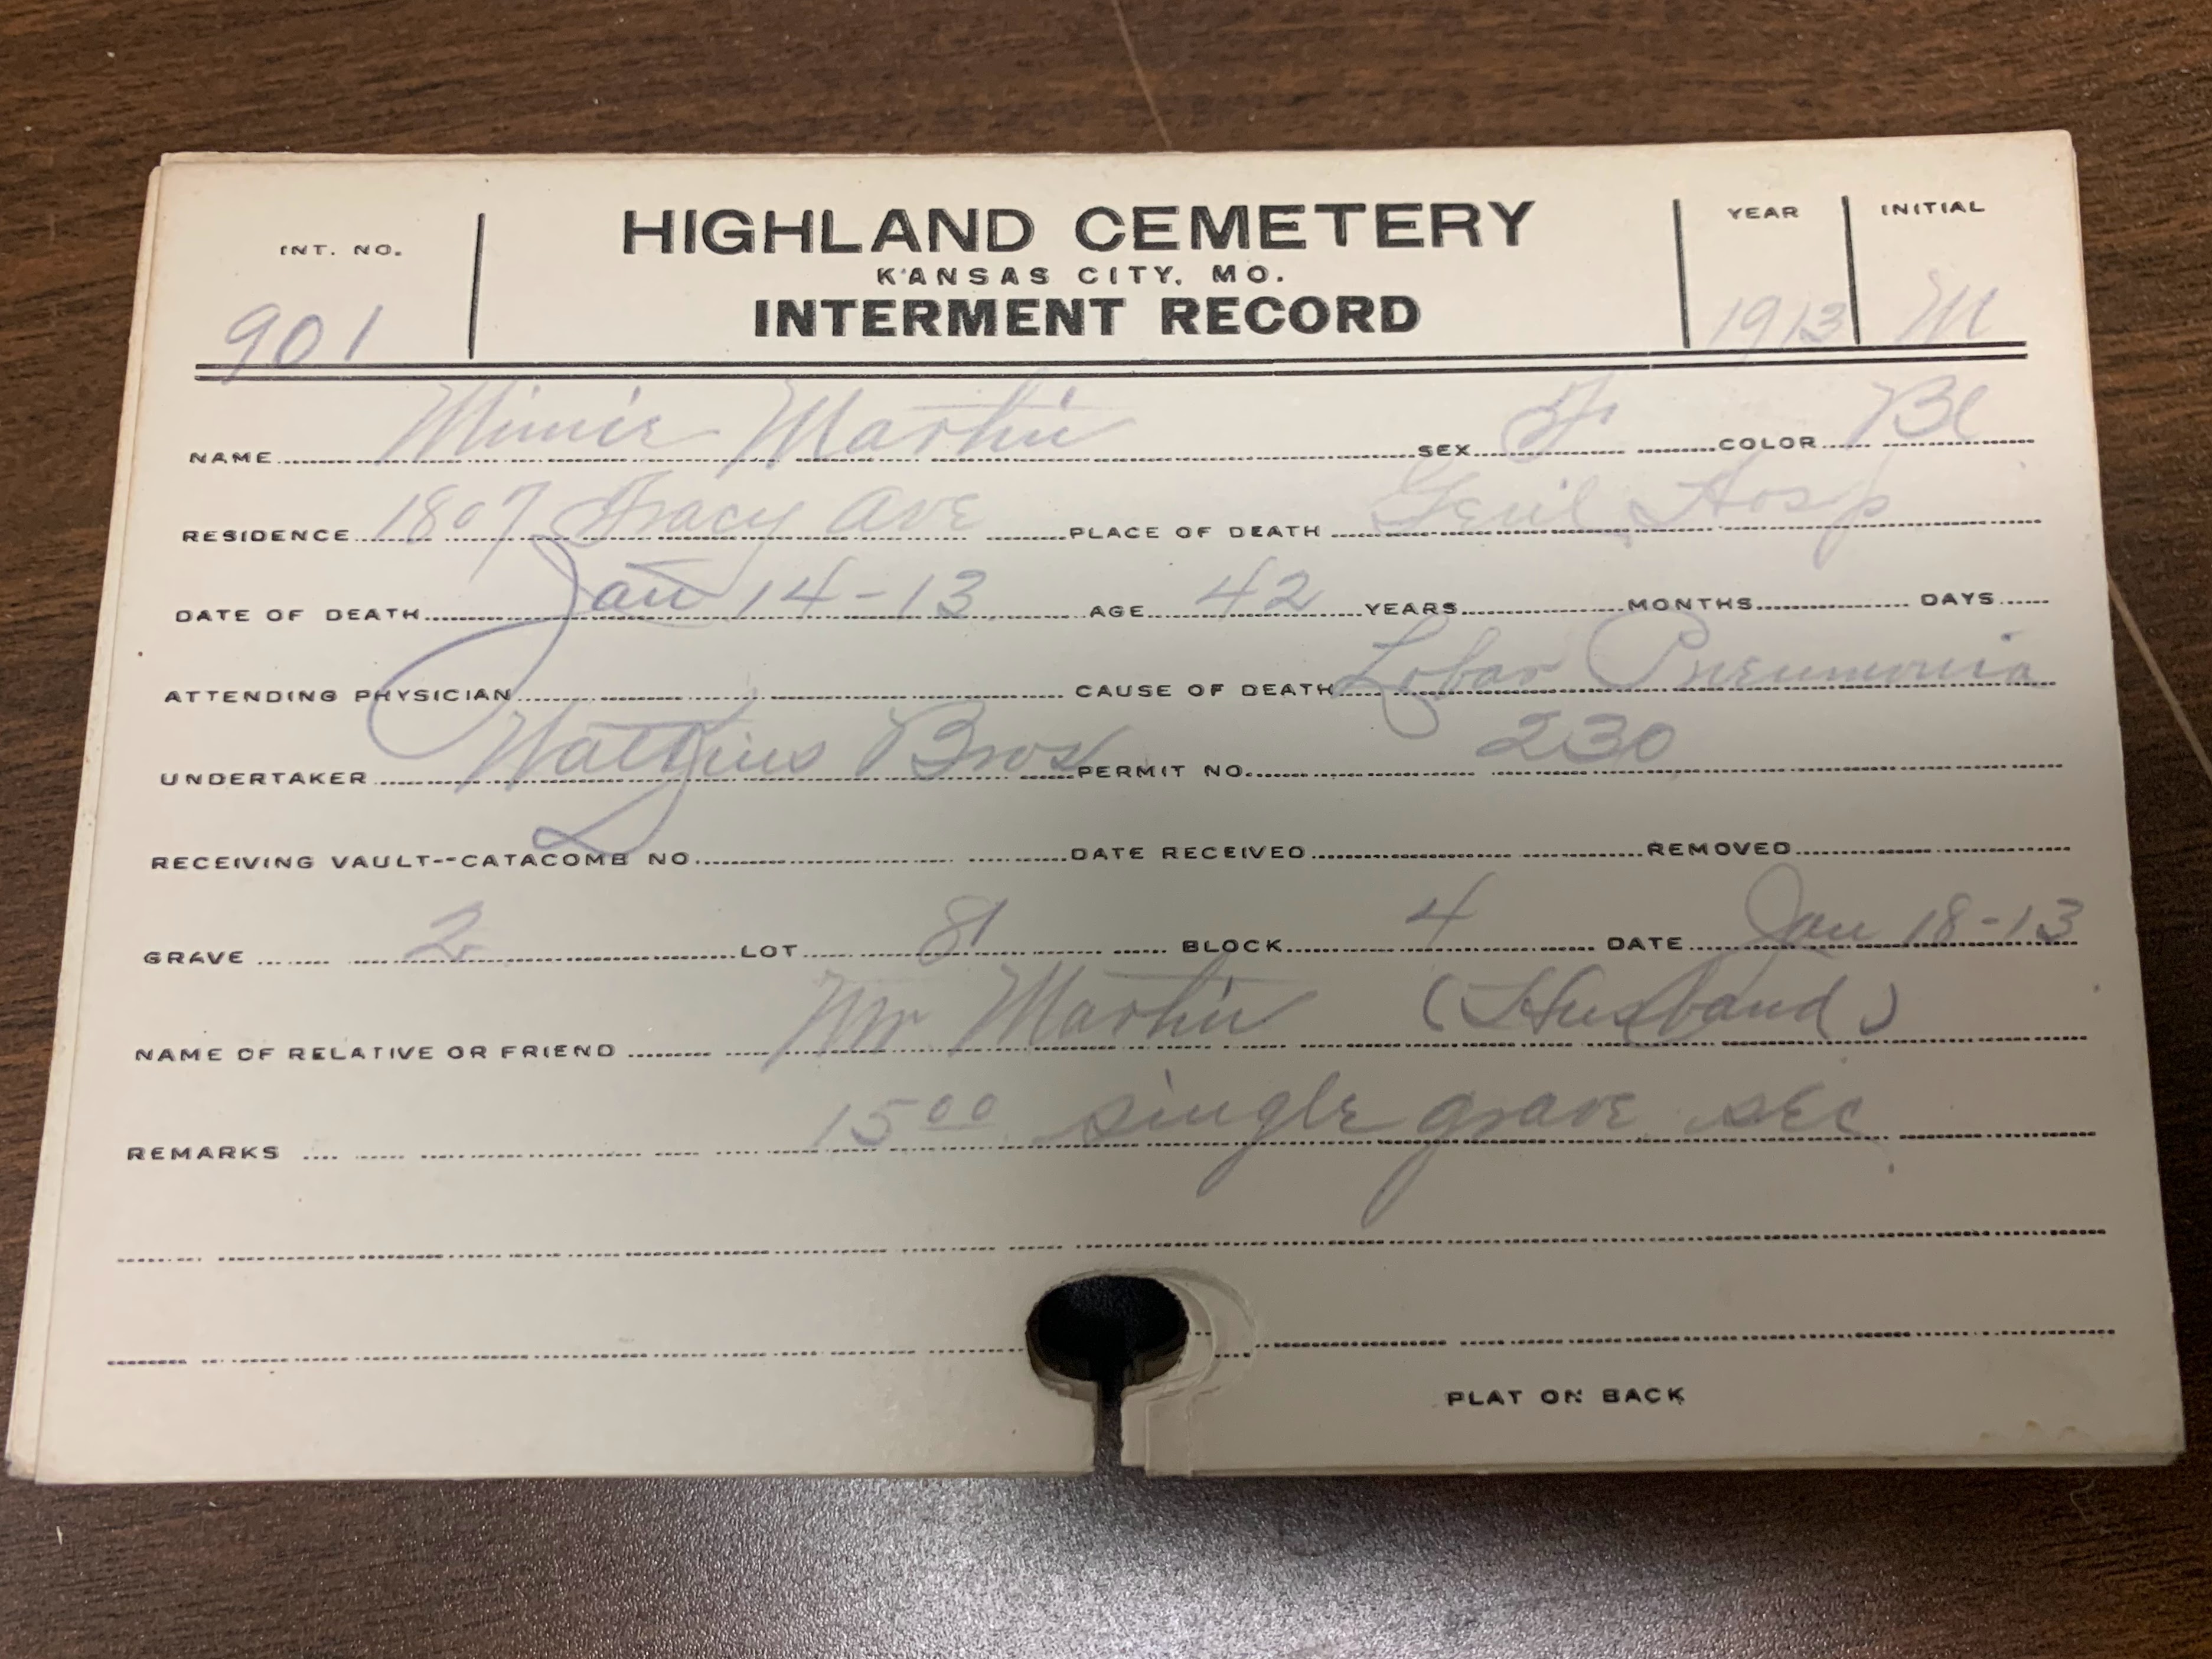 INT. NO. HIGHLAND CEMETERY YEAR INITIAL
KANSAS CITY, MO.
901 INTERMENT RECORD 1913 M
NAME Minnie Martin SEX F COLOR Bl
RESIDENCE 1807 Tracy Ave PLACE OF DEATH Gen'l Hosp
DATE OF DEATH Jan 14-13 AGE 42 YEARS MONTHS DAYS
ATTENDING PHYSICIAN CAUSE OF DEATH Lobar Pneumonia
UNDERTAKER Watkins Bros PERMIT NO. 230
RECEIVING VAULT--CATACOMB NO. DATE RECEIVED REMOVED
GRAVE 2 LOT 81 BLOCK 4 DATE Jan 18-13
NAME OF RELATIVE OR FRIEND Mr Martin (Husband)
REMARKS 15 00 single grave sec
PLAT ON BACK